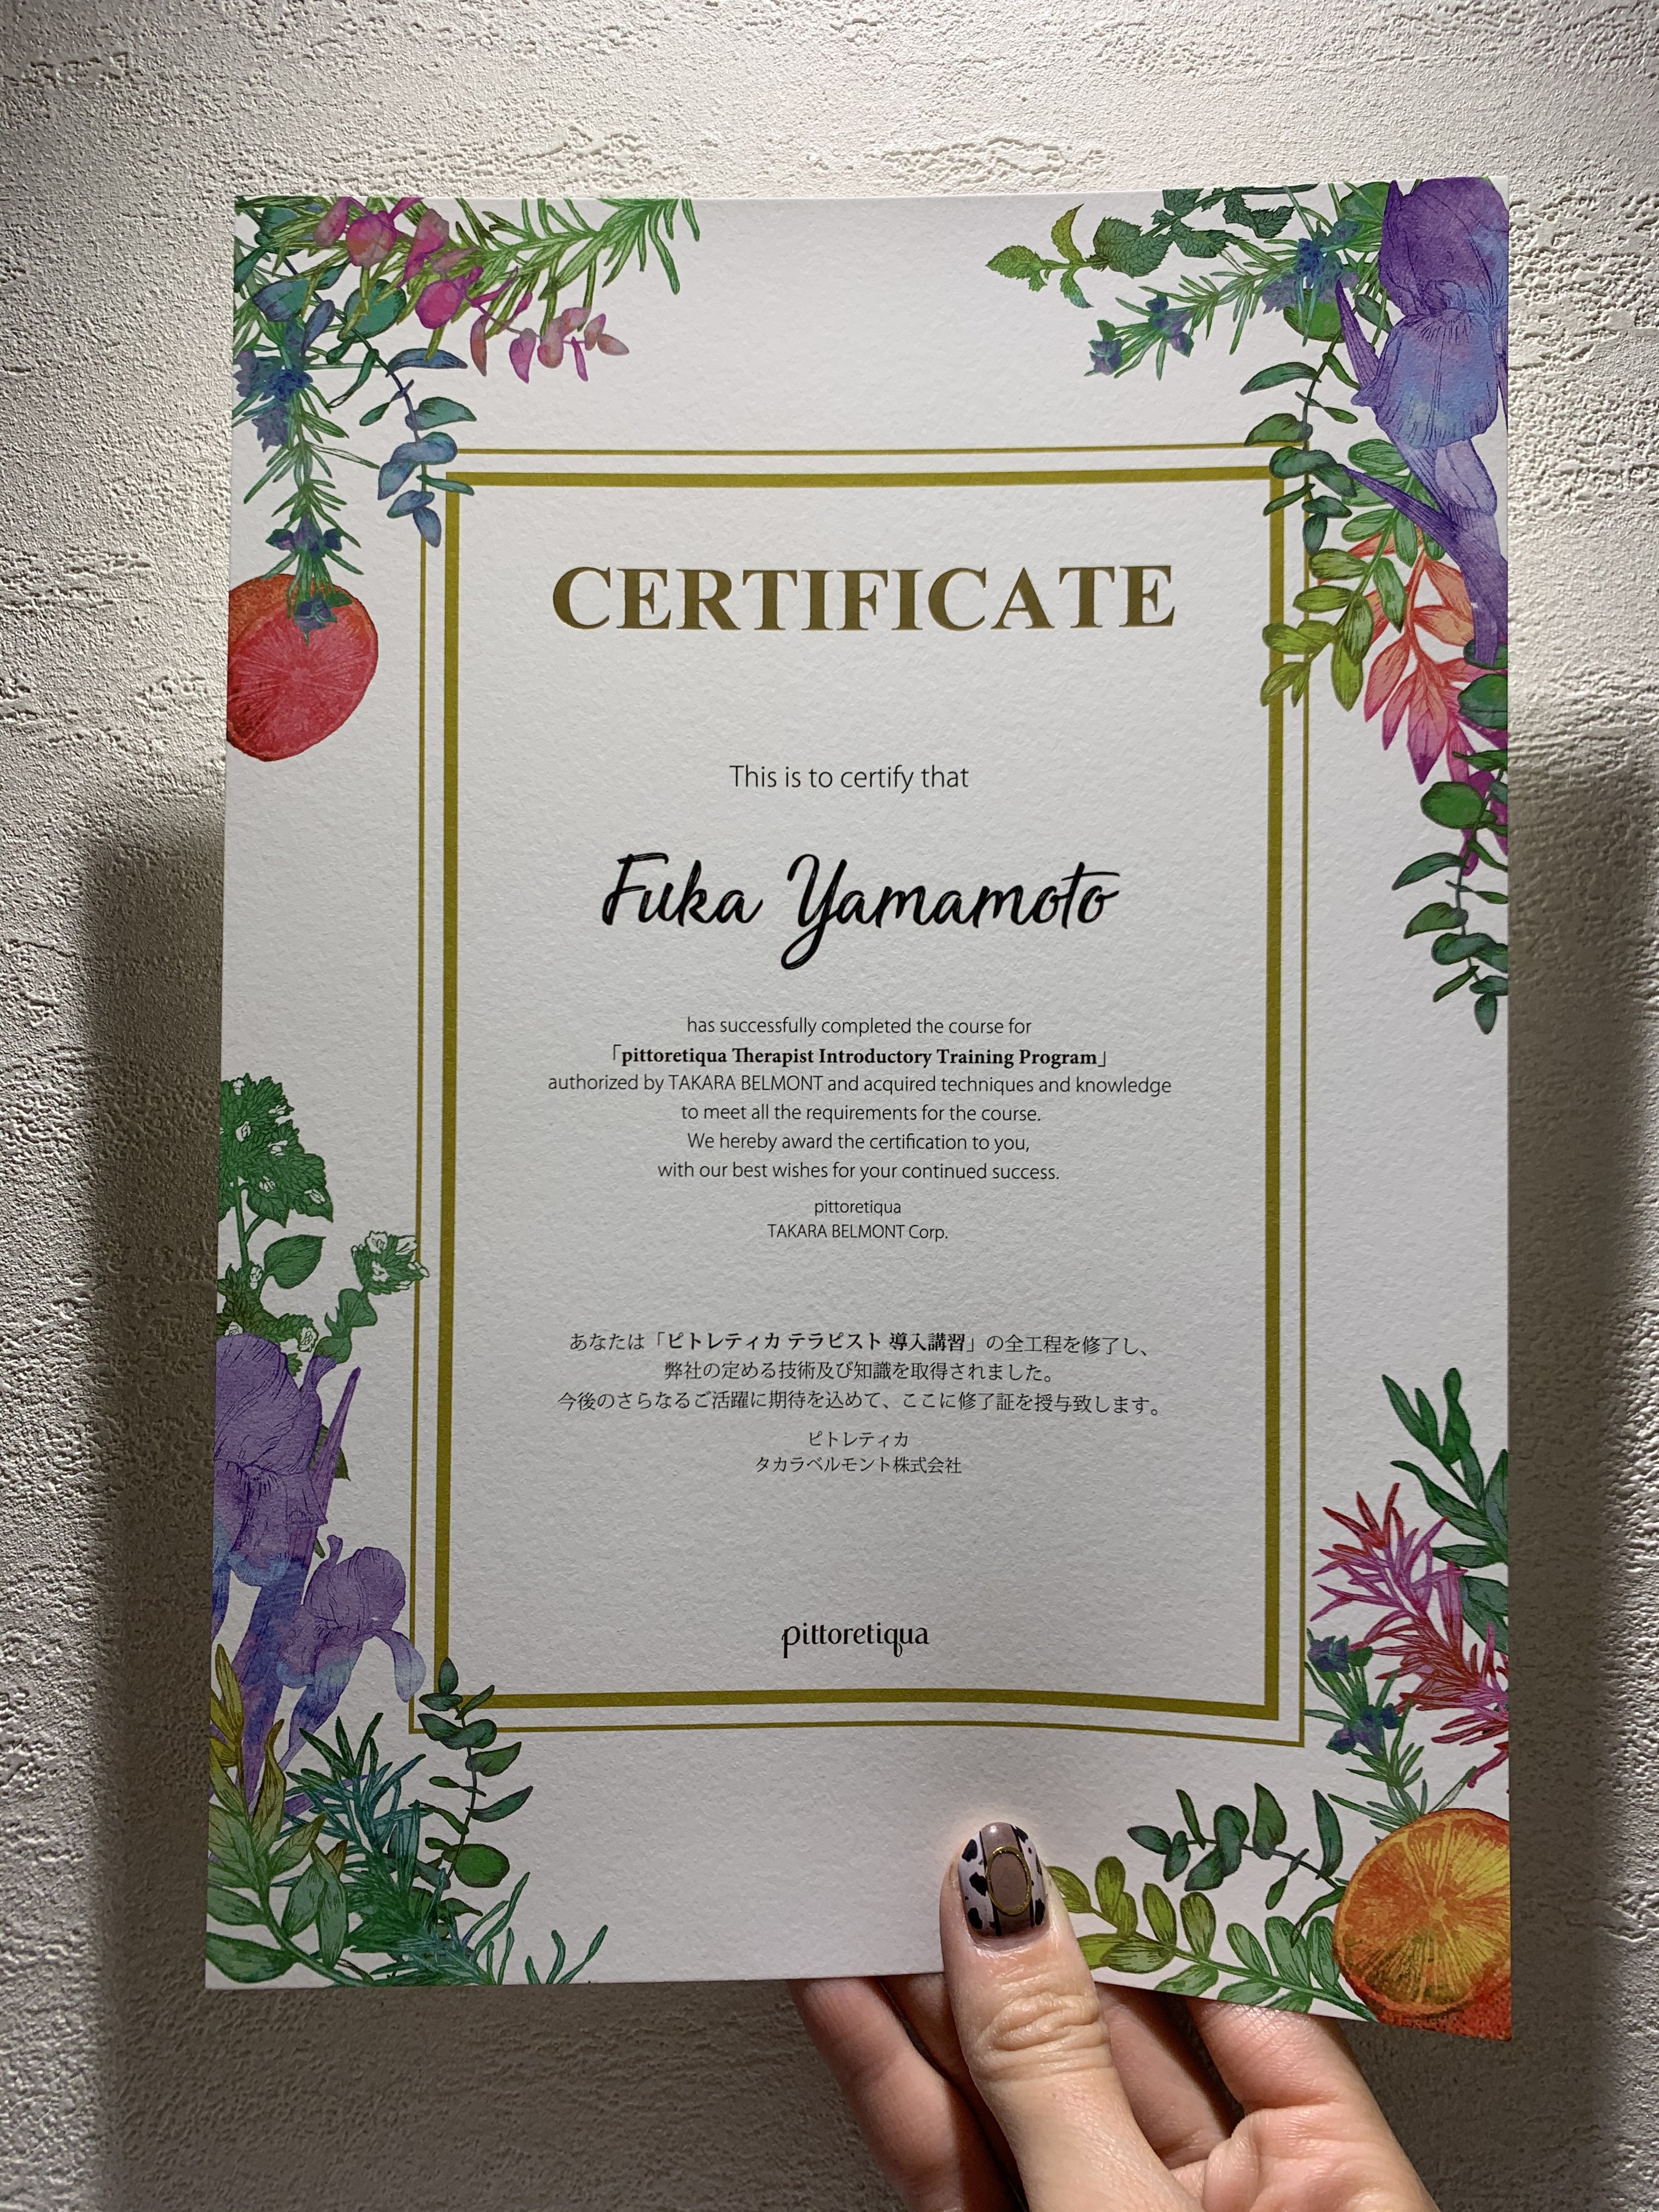 CERTIFICATE
This is to certify that
Fuka Yamamoto
has successfully completed the course for
「pittoretiqua Therapist Introductory Training Program」
authorized by TAKARA BELMONT and acquired techniques and knowledge
to meet all the requirements for the course.
We hereby award the certification to you,
with our best wishes for your continued success.
pittoretiqua
TAKARA BELMONT Corp.
あなたは「ピトレティカ テラピスト 導入講習」の全工程を修了し、
弊社の定める技術及び知識を取得されました。
今後のさらなるご活躍に期待を込めて、ここに修了証を授与致します。
ピトレティカ
タカラベルモント株式会社
pittoretiqua